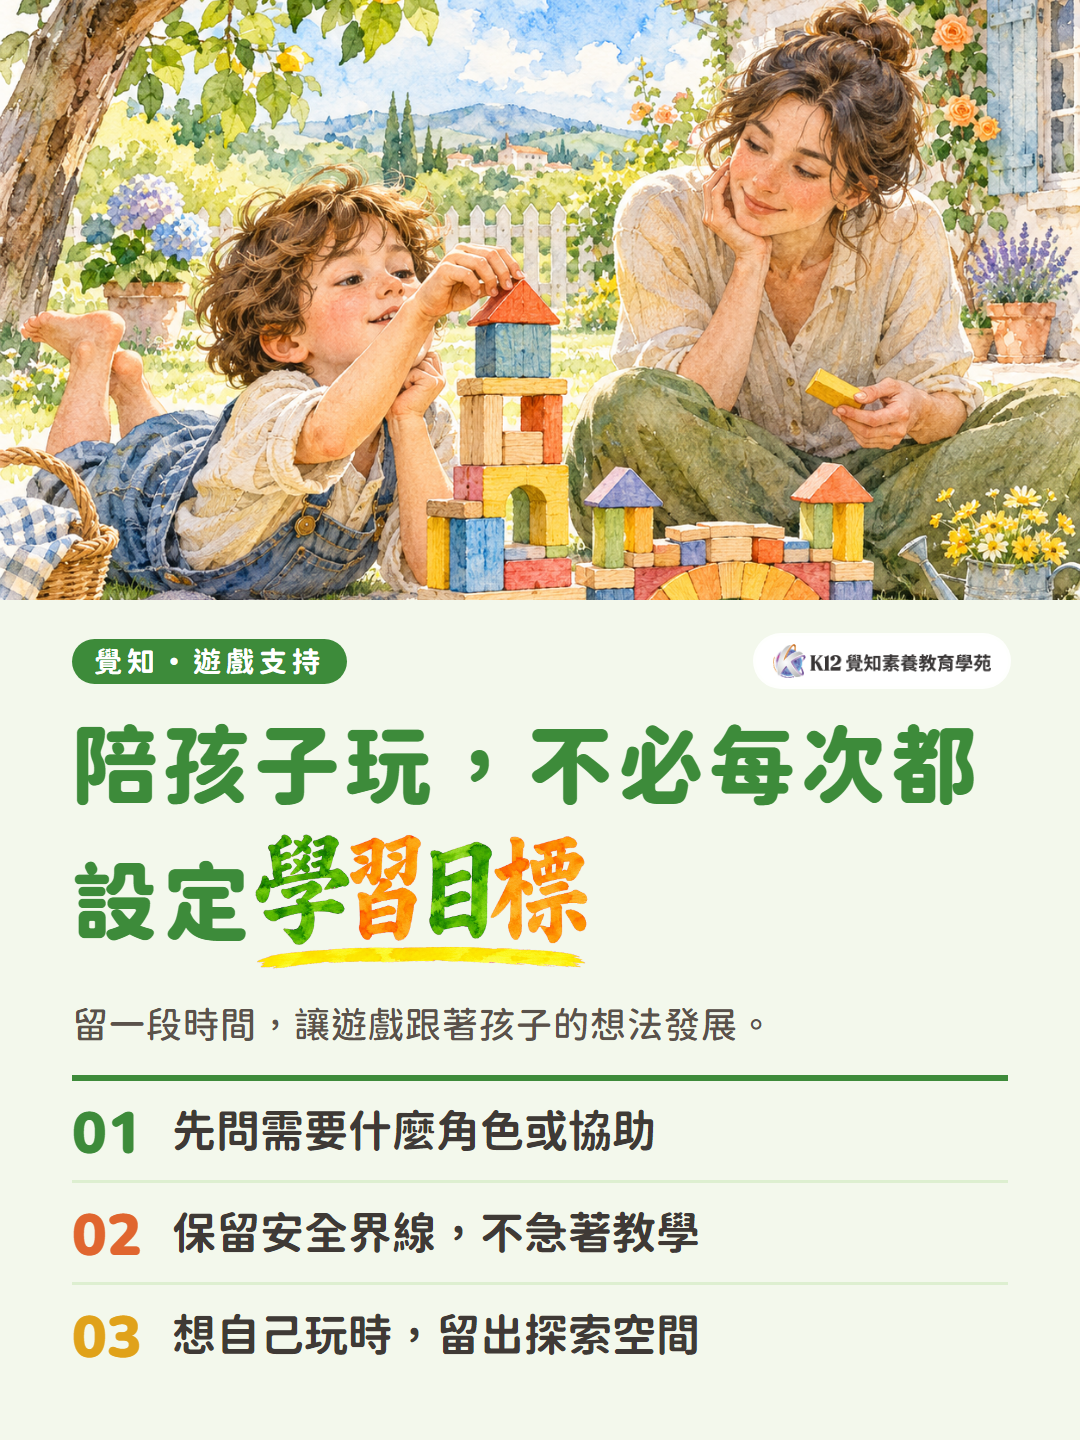 覺知·遊戲支持
K12 覺知素養教育學苑
陪孩子玩，不必每次都
設定學習目標
留一段時間，讓遊戲跟著孩子的想法發展。
01 先問需要什麼角色或協助
02 保留安全界線，不急著教學
03 想自己玩時，留出探索空間